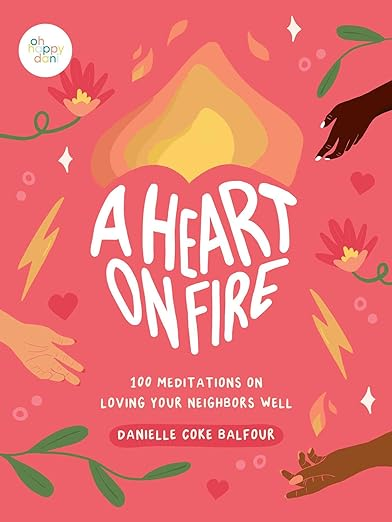 oh
happy
dani
A HEART
ON FIRE
100 MEDITATIONS ON
LOVING YOUR NEIGHBORS WELL
DANIELLE COKE BALFOUR